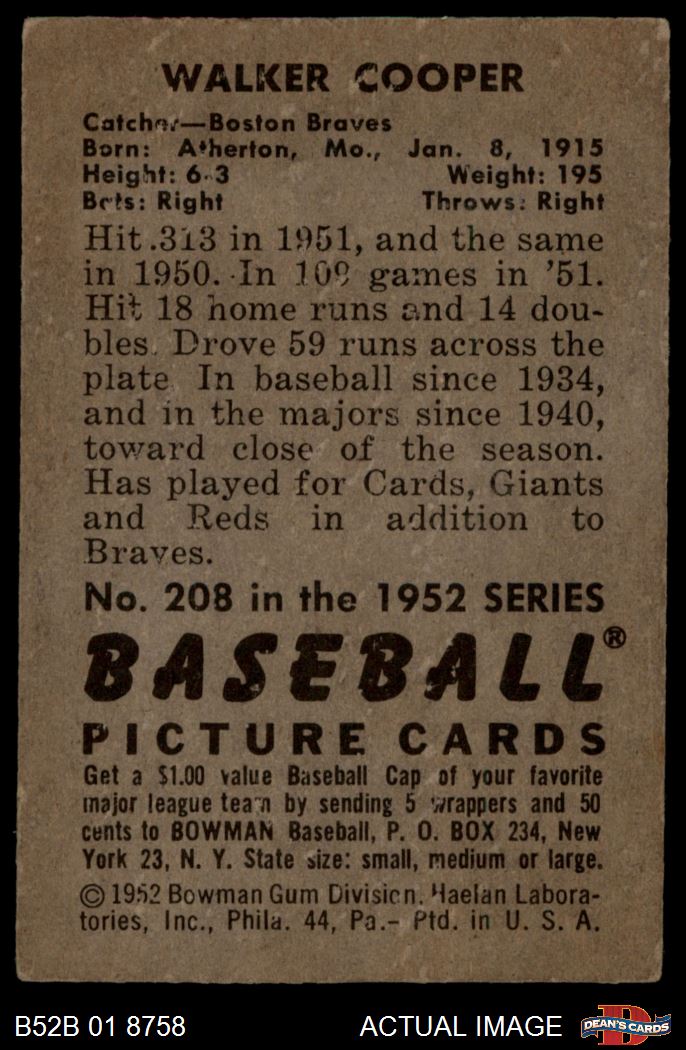 WALKER COOPER
Catcher—Boston Braves
Born: Atherton, Mo., Jan. 8, 1915
Height: 6-3 Weight: 195
Bats: Right Throws: Right
Hit .313 in 1951, and the same
in 1950. In 109 games in '51.
Hit 18 home runs and 14 dou-
bles. Drove 59 runs across the
plate. In baseball since 1934,
and in the majors since 1940,
toward close of the season.
Has played for Cards, Giants
and Reds in addition to
Braves.
No. 208 in the 1952 SERIES
BASEBALL®
PICTURE CARDS
Get a $1.00 value Baseball Cap of your favorite
major league team by sending 5 wrappers and 50
cents to BOWMAN Baseball, P. O. BOX 234, New
York 23, N. Y. State size: small, medium or large.
© 1952 Bowman Gum Division. Haelan Labora-
tories, Inc., Phila. 44, Pa.- Ptd. in U. S. A.
B52B 01 8758 ACTUAL IMAGE D DEAN'S CARDS